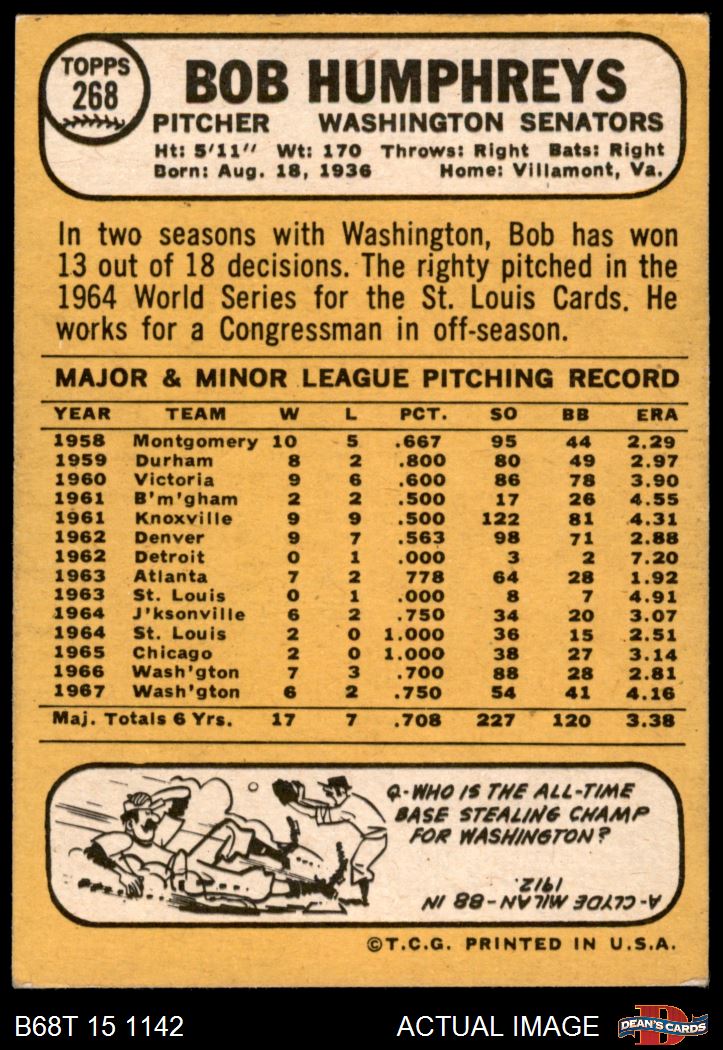 TOPPS
268
BOB HUMPHREYS
PITCHER WASHINGTON SENATORS
Ht: 5'11" Wt: 170 Throws: Right Bats: Right
Born: Aug. 18, 1936 Home: Villamont, Va.
In two seasons with Washington, Bob has won
13 out of 18 decisions. The righty pitched in the
1964 World Series for the St. Louis Cards. He
works for a Congressman in off-season.
MAJOR & MINOR LEAGUE PITCHING RECORD
YEAR TEAM W L PCT. SO BB ERA
1958 Montgomery 10 5 .667 95 44 2.29
1959 Durham 8 2 .800 80 49 2.97
1960 Victoria 9 6 .600 86 78 3.90
1961 B'm'gham 2 2 .500 17 26 4.55
1961 Knoxville 9 9 .500 122 81 4.31
1962 Denver 9 7 .563 98 71 2.88
1962 Detroit 0 1 .000 3 2 7.20
1963 Atlanta 7 2 778 64 28 1.92
1963 St. Louis 0 1 .000 8 7 4.91
1964 J'ksonville 6 2 .750 34 20 3.07
1964 St. Louis 2 0 1.000 36 15 2.51
1965 Chicago 2 0 1.000 38 27 3.14
1966 Wash'gton 7 3 .700 88 28 2.81
1967 Wash'gton 6 2 .750 54 41 4.16
Maj. Totals 6 Yrs. 17 7 .708 227 120 3.38
Q-WHO IS THE ALL-TIME
BASE STEALING CHAMP
FOR WASHINGTON?
A-CLYDE MILAN-88 IN
1912.
©T.C.G. PRINTED IN U.S.A.
B68T 15 1142 ACTUAL IMAGE
D
DEAN'S CARDS